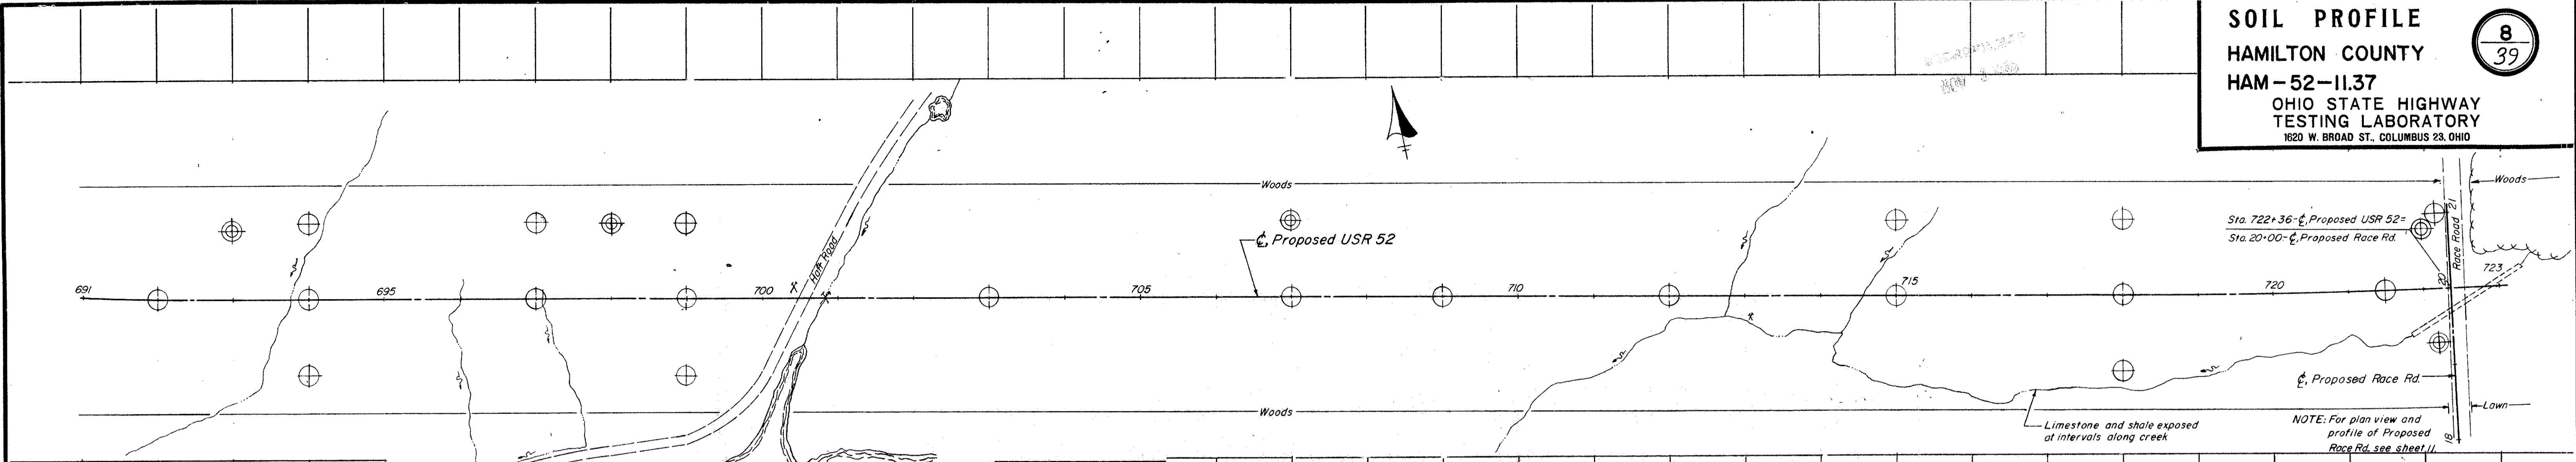 SOIL PROFILE
HAMILTON COUNTY
HAM-52-11.37
OHIO STATE HIGHWAY
TESTING LABORATORY
1620 W. BROAD ST., COLUMBUS 23, OHIO
8
39
Woods
Woods
Sta. 722+36-℄, Proposed USR 52=
Sta. 20+00-℄, Proposed Race Rd.
21
Race Road
20
723
℄, Proposed USR 52
691
695
700
705
710
715
720
℄, Proposed Race Rd.
Woods
Lawn
Limestone and shale exposed
at intervals along creek
NOTE: For plan view and
profile of Proposed
Race Rd. see sheet 11.
18